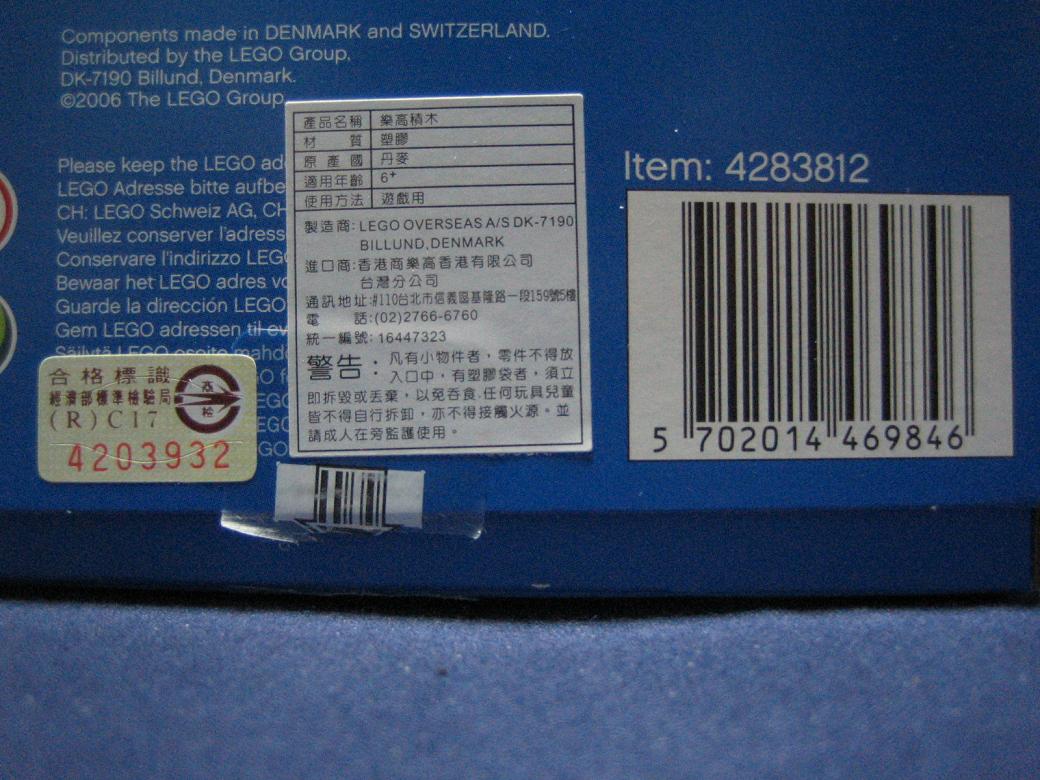 Components made in DENMARK and SWITZERLAND.
Distributed by the LEGO Group,
DK-7190 Billund, Denmark.
©2006 The LEGO Group
Please keep the LEGO
LEGO Adresse bitte
CH: LEGO Schweiz AG,
Veuillez conserver
Conservare l'indirizzo
Bewaar het LEGO adres
Guarde la dirección LEGO
Gem LEGO adressen til
產品名稱 樂高積木
材質 塑膠
原產國 丹麥
適用年齡 6+
使用方法 遊戲用
製造商:LEGO OVERSEAS A/S DK-7190
BILLUND,DENMARK
進口商:香港商樂高香港有限公司
台灣分公司
通訊地址:#110台北市信義區基隆路一段159號5樓
電話:(02)2766-6760
統一編號:16447323
警告:凡有小物件者,零件不得放
入口中,有塑膠袋者,須立
即拆毀或丟棄,以免吞食.任何玩具兒童
皆不得自行拆卸,亦不得接觸火源。並
請成人在旁監護使用。
合格標識
經濟部標準檢驗局
(R)C17
4203932
Item: 4283812
5 702014 469846